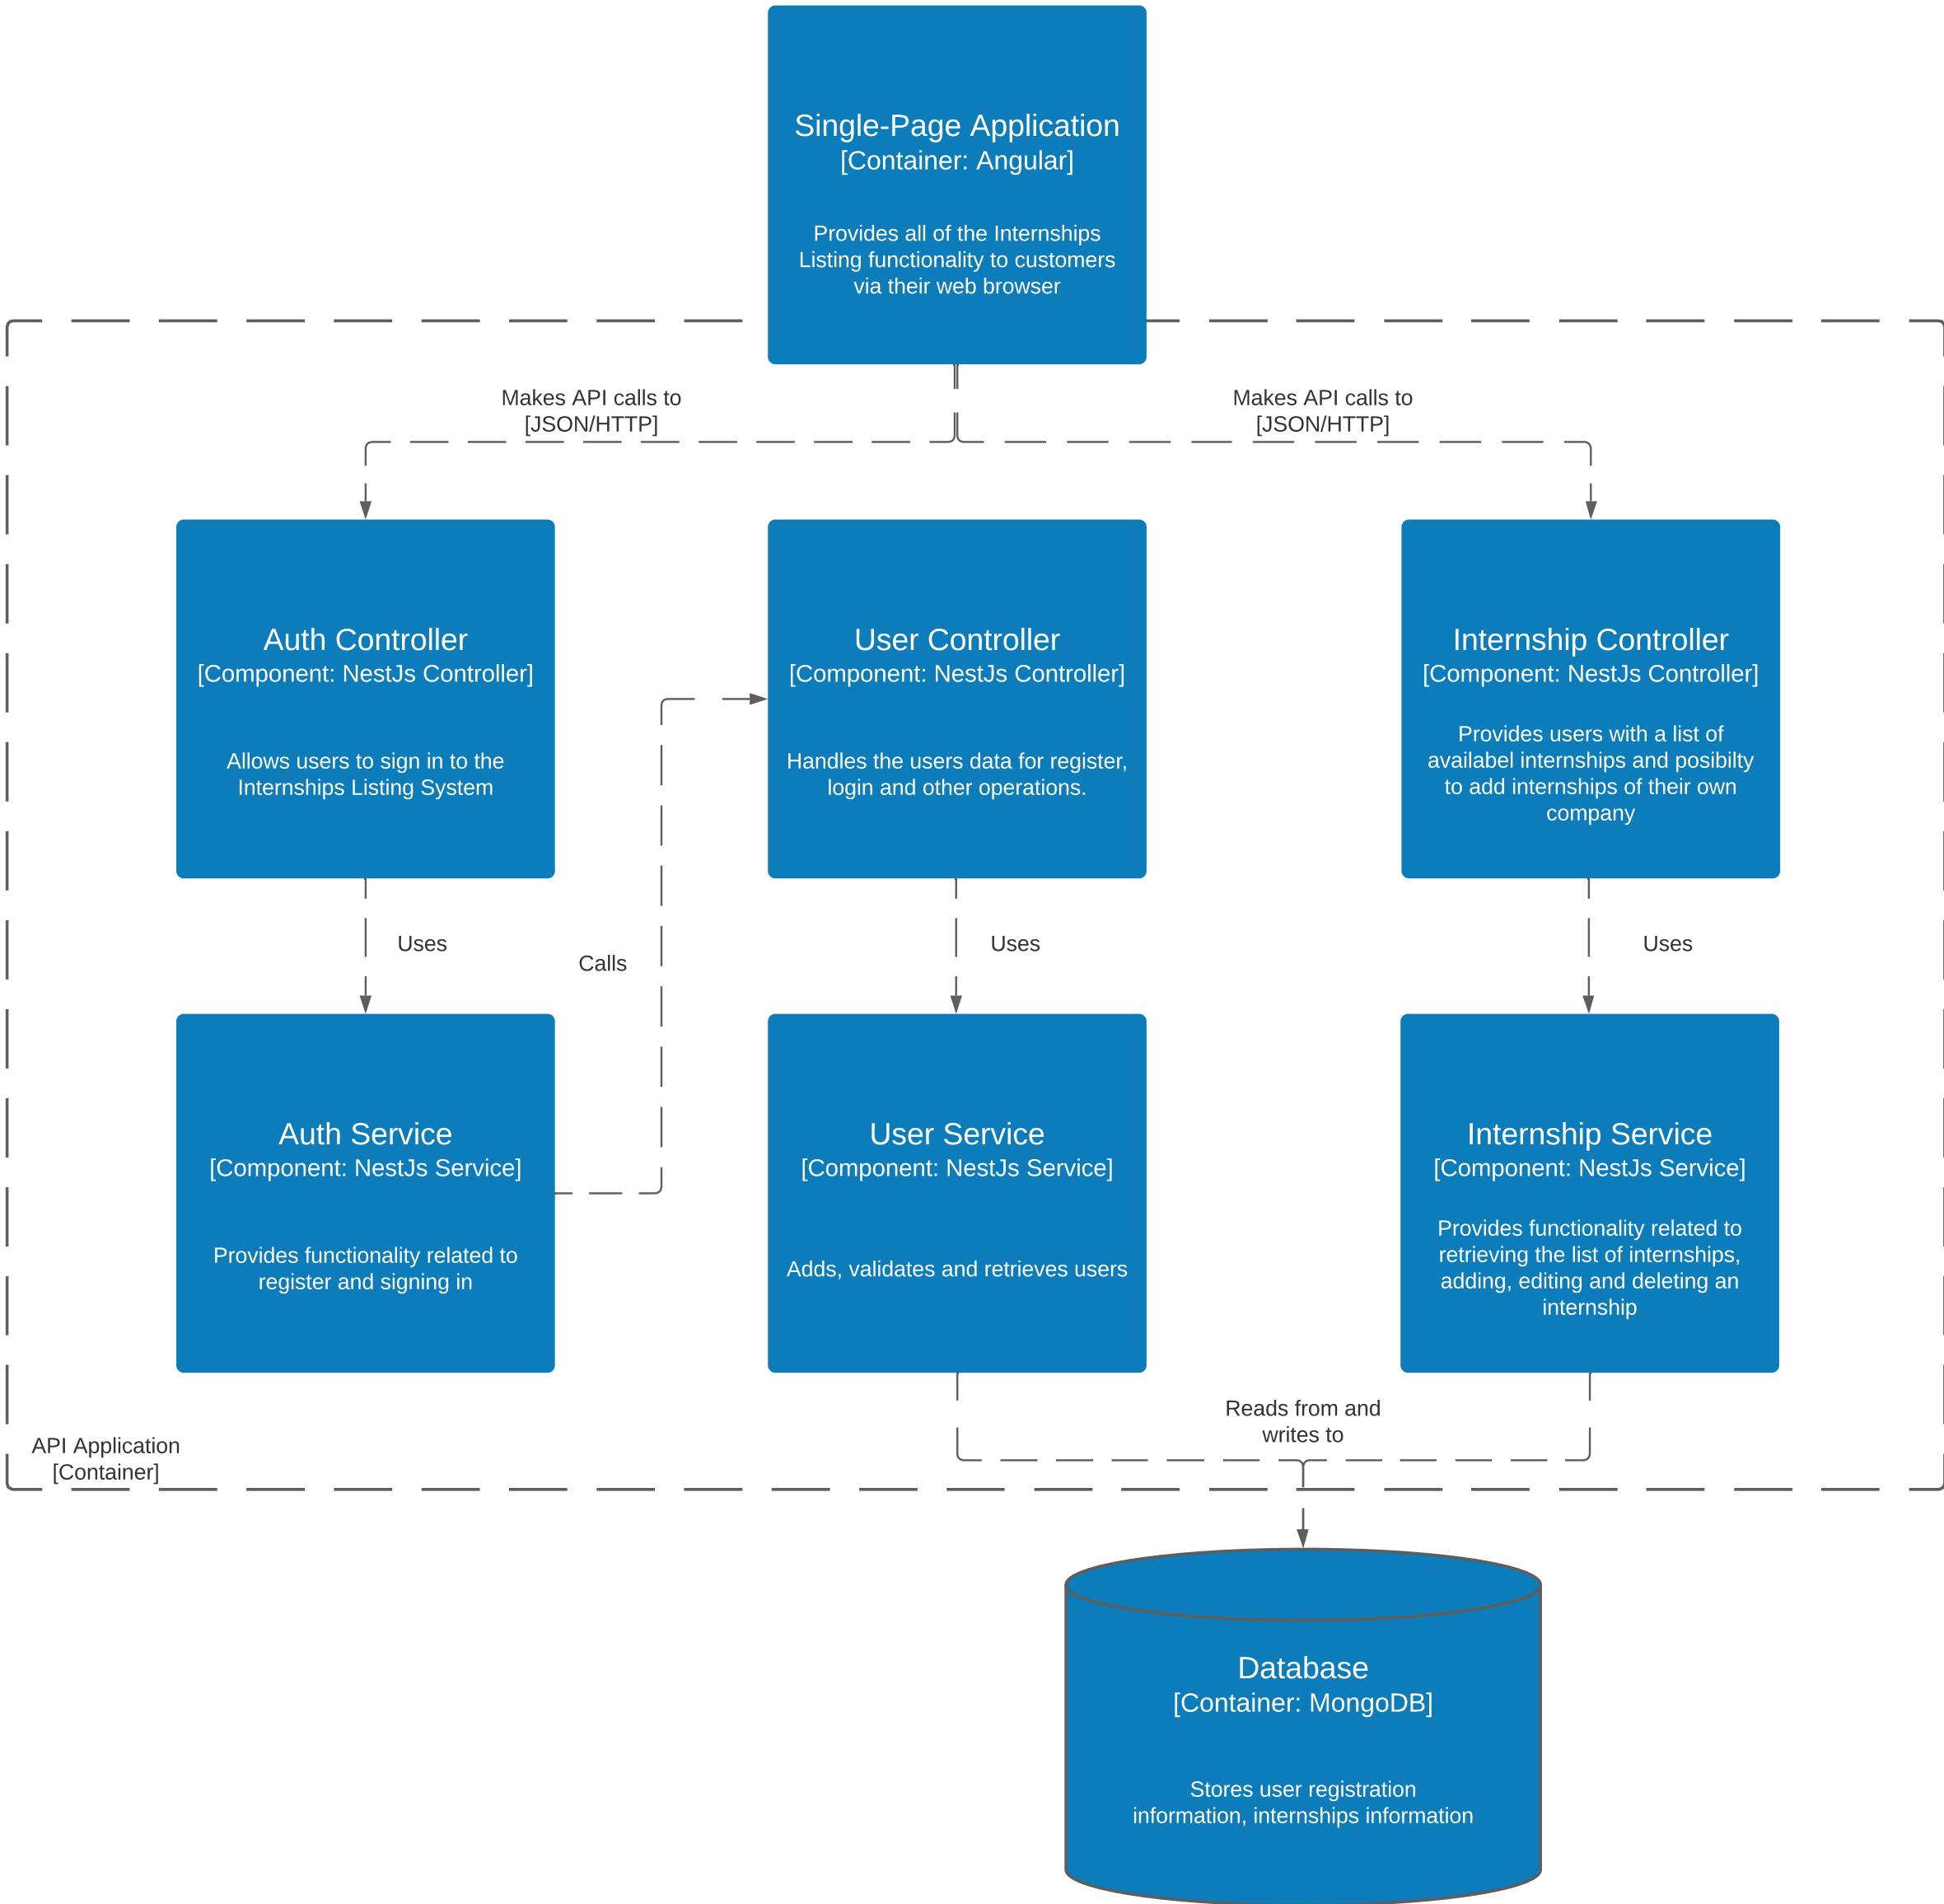 Single-Page Application
[Container: Angular]
Provides all of the Internships
Listing functionality to customers
via their web browser
Makes API calls to
[JSON/HTTP]
Makes API calls to
[JSON/HTTP]
Auth Controller
[Component: NestJs Controller]
Allows users to sign in to the
Internships Listing System
User Controller
[Component: NestJs Controller]
Handles the users data for register,
login and other operations.
Internship Controller
[Component: NestJs Controller]
Provides users with a list of
availabel internships and posibilty
to add internships of their own
company
Uses
Calls
Uses
Uses
Auth Service
[Component: NestJs Service]
Provides functionality related to
register and signing in
User Service
[Component: NestJs Service]
Adds, validates and retrieves users
Internship Service
[Component: NestJs Service]
Provides functionality related to
retrieving the list of internships,
adding, editing and deleting an
internship
Reads from and
writes to
API Application
[Container]
Database
[Container: MongoDB]
Stores user registration
information, internships information